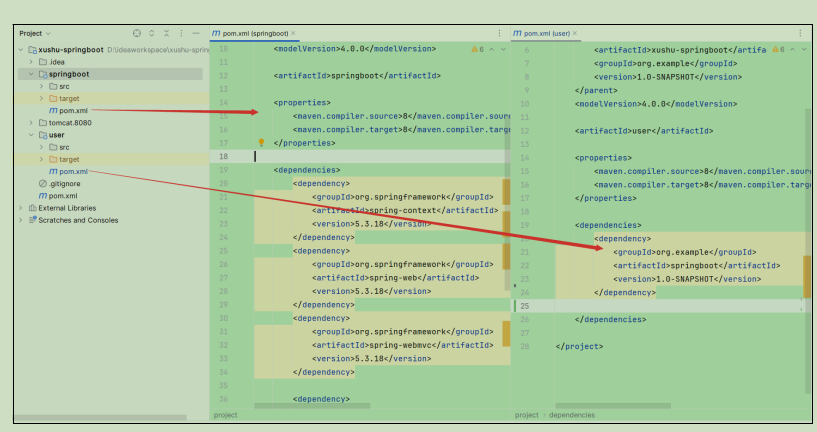 Project
xushu-springboot D:\ideaworkspace\xushu-sprin
.idea
springboot
src
target
pom.xml
tomcat.8080
user
src
target
pom.xml
.gitignore
pom.xml
External Libraries
Scratches and Consoles
pom.xml (springboot)
10 <modelVersion>4.0.0</modelVersion> 6
11
12 <artifactId>springboot</artifactId>
13
14 <properties>
15 <maven.compiler.source>8</maven.compiler.sour
16 <maven.compiler.target>8</maven.compiler.targ
17 </properties>
18
19 <dependencies>
20 <dependency>
21 <groupId>org.springframework</groupId>
22 <artifactId>spring-context</artifactId>
23 <version>5.3.18</version>
24 </dependency>
25 <dependency>
26 <groupId>org.springframework</groupId>
27 <artifactId>spring-web</artifactId>
28 <version>5.3.18</version>
29 </dependency>
30 <dependency>
31 <groupId>org.springframework</groupId>
32 <artifactId>spring-webmvc</artifactId>
33 <version>5.3.18</version>
34 </dependency>
35
36 <dependency>
project
pom.xml (user)
6 <artifactId>xushu-springboot</artifa 6
7 <groupId>org.example</groupId>
8 <version>1.0-SNAPSHOT</version>
9 </parent>
10 <modelVersion>4.0.0</modelVersion>
11
12 <artifactId>user</artifactId>
13
14 <properties>
15 <maven.compiler.source>8</maven.compiler.sour
16 <maven.compiler.target>8</maven.compiler.targ
17 </properties>
18
19 <dependencies>
20 <dependency>
21 <groupId>org.example</groupId>
22 <artifactId>springboot</artifactId>
23 <version>1.0-SNAPSHOT</version>
24 </dependency>
25
26 </dependencies>
27
28 </project>
project dependencies